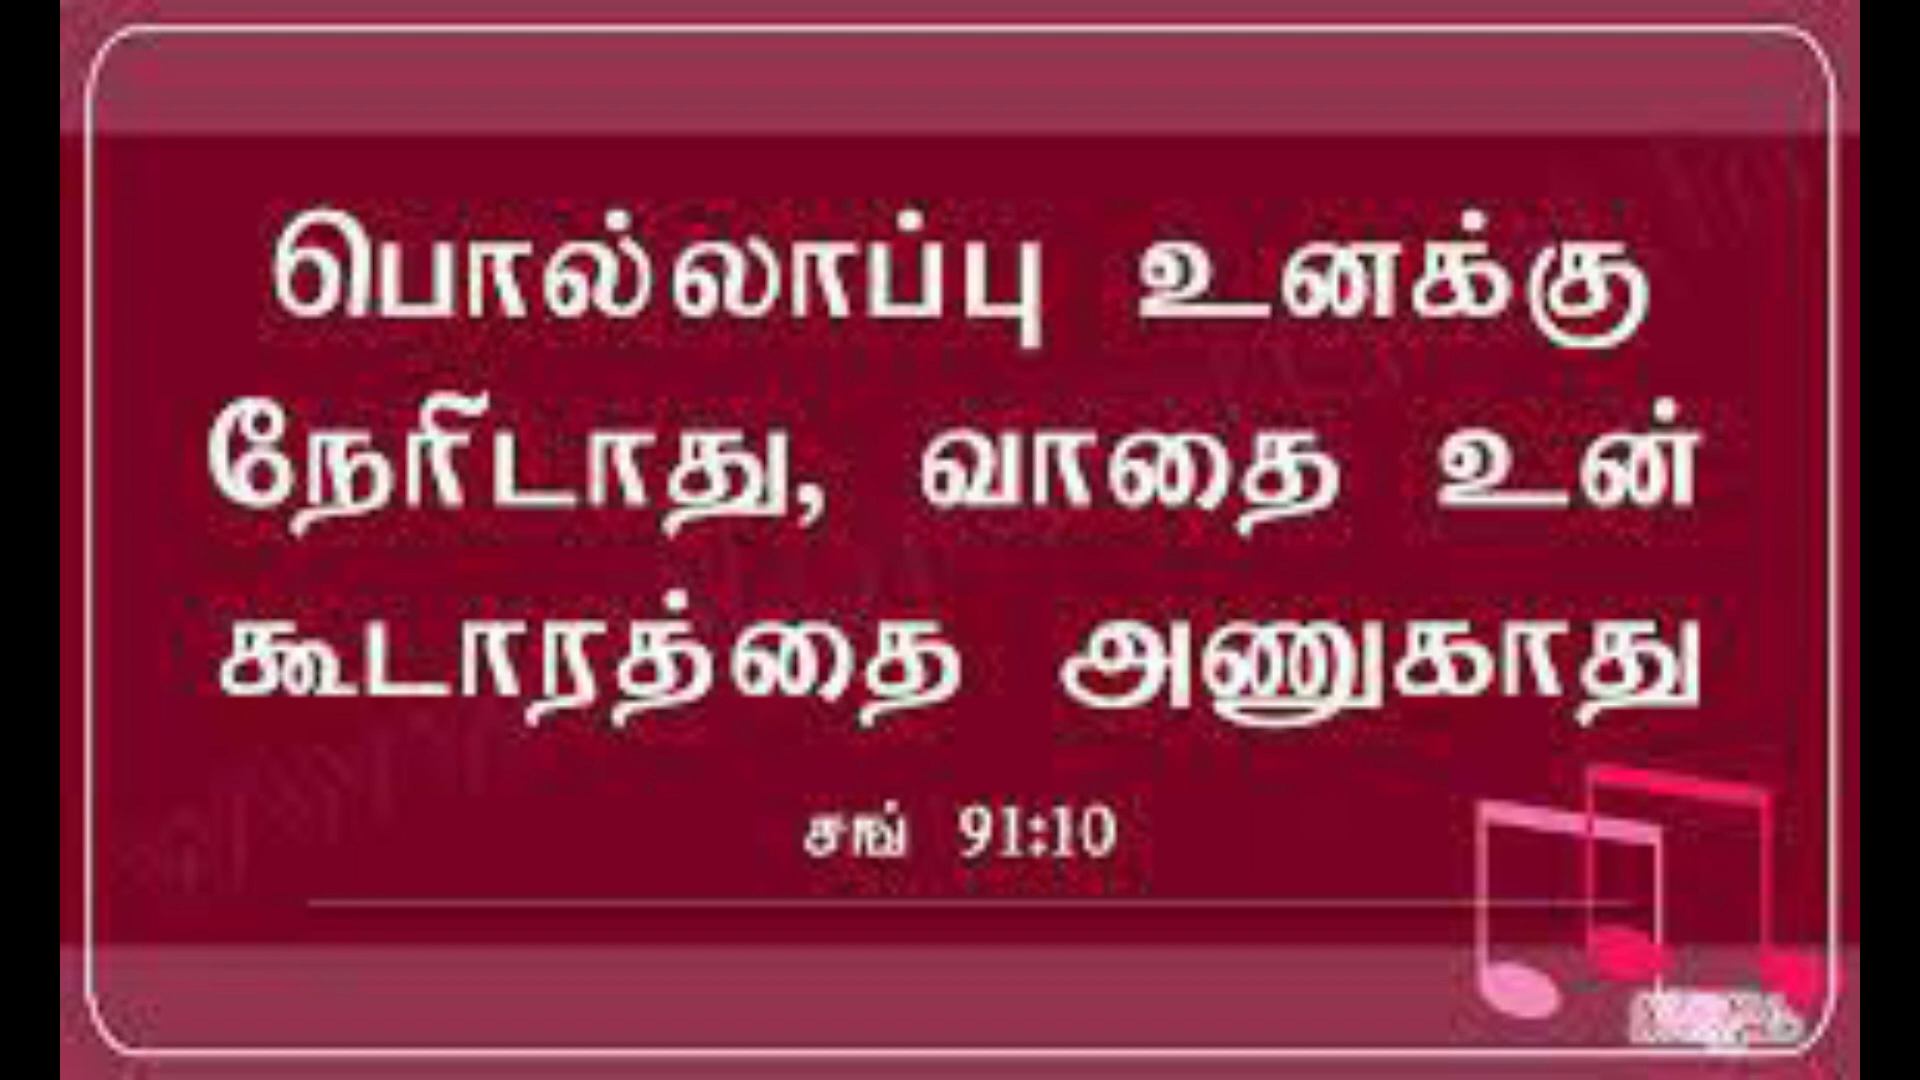 பொல்லாப்பு உனக்கு
நேரிடாது, வாதை உன்
கூடாரத்தை அணுகாது
சங் 91:10